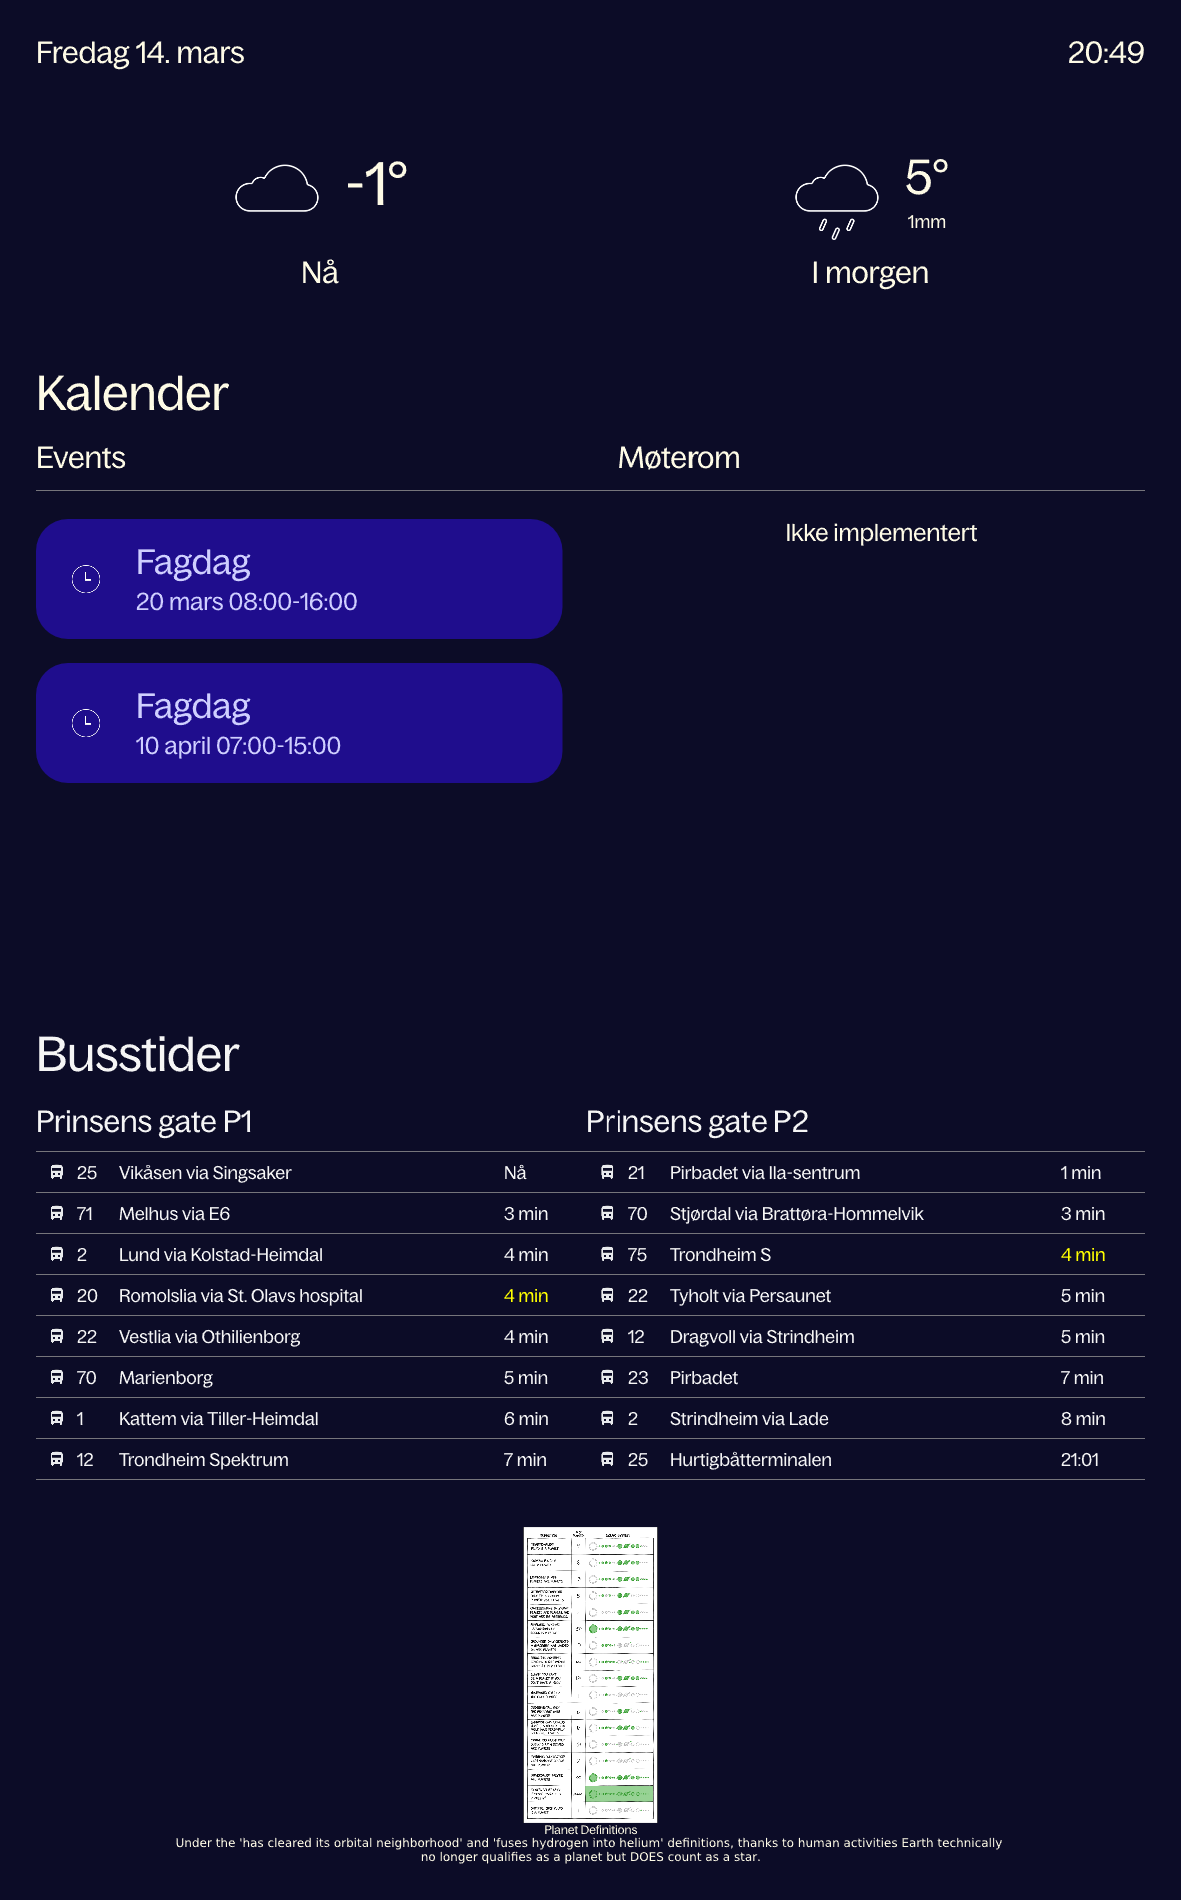 Fredag 14. mars
20:49
-1°
Nå
5°
1mm
I morgen
Kalender
Events
Møterom
Fagdag
20 mars 08:00-16:00
Fagdag
10 april 07:00-15:00
Ikke implementert
Busstider
Prinsens gate P1
25 Vikåsen via Singsaker Nå
71 Melhus via E6 3 min
2 Lund via Kolstad-Heimdal 4 min
20 Romolslia via St. Olavs hospital 4 min
22 Vestlia via Othilienborg 4 min
70 Marienborg 5 min
1 Kattem via Tiller-Heimdal 6 min
12 Trondheim Spektrum 7 min
Prinsens gate P2
21 Pirbadet via Ila-sentrum 1 min
70 Stjørdal via Brattøra-Hommelvik 3 min
75 Trondheim S 4 min
22 Tyholt via Persaunet 5 min
12 Dragvoll via Strindheim 5 min
23 Pirbadet 7 min
2 Strindheim via Lade 8 min
25 Hurtigbåtterminalen 21:01
Planet Definitions
Under the 'has cleared its orbital neighborhood' and 'fuses hydrogen into helium' definitions, thanks to human activities Earth technically
no longer qualifies as a planet but DOES count as a star.